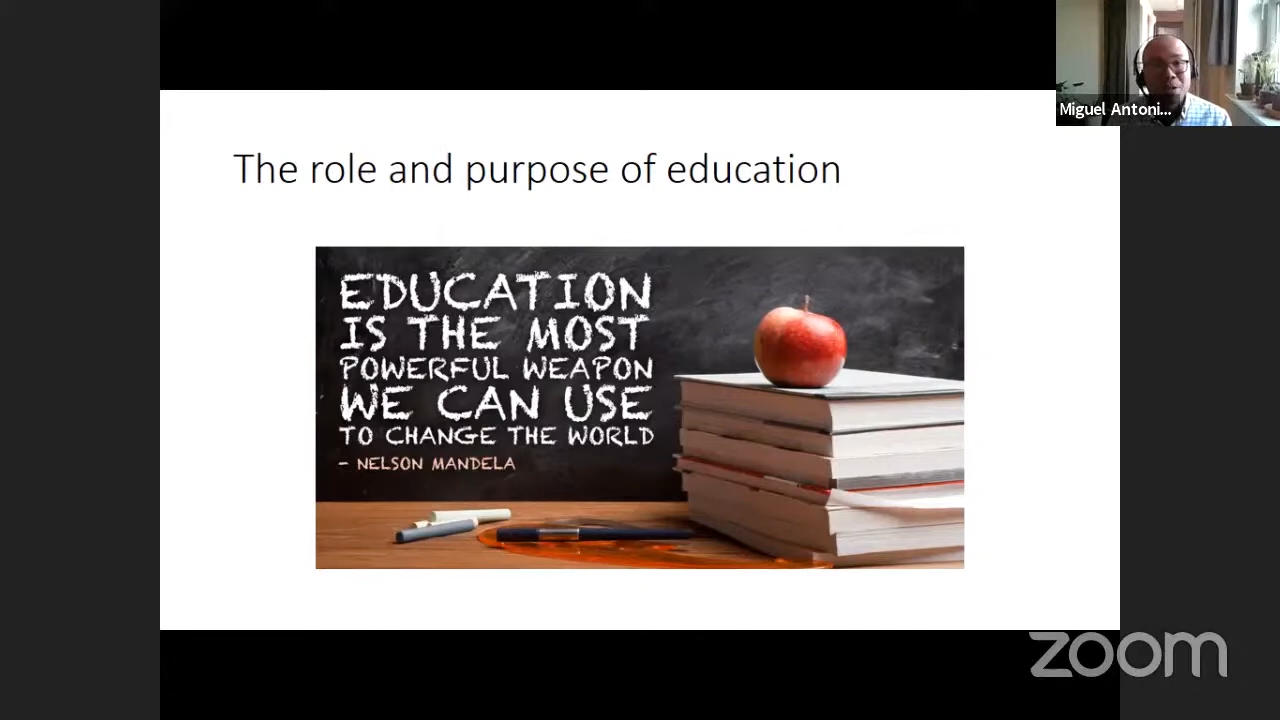 Miguel Antoni...
The role and purpose of education
EDUCATION
IS THE MOST
POWERFUL WEAPON
WE CAN USE
TO CHANGE THE WORLD
- NELSON MANDELA
zoom